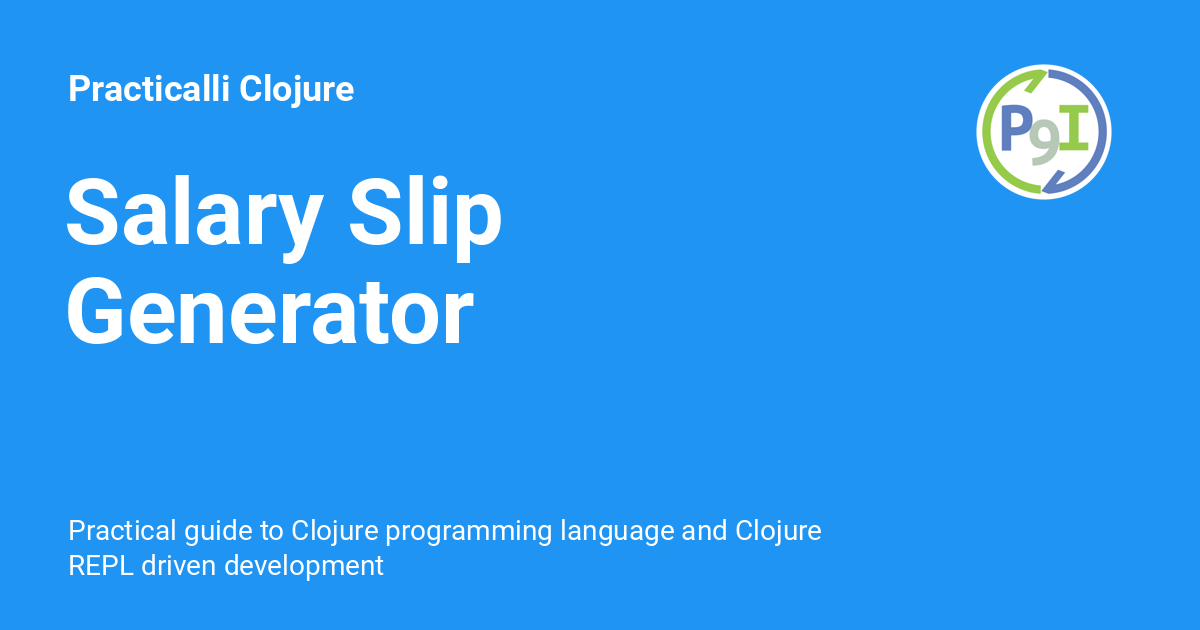 Practicalli Clojure
P9I
Salary Slip
Generator
Practical guide to Clojure programming language and Clojure
REPL driven development